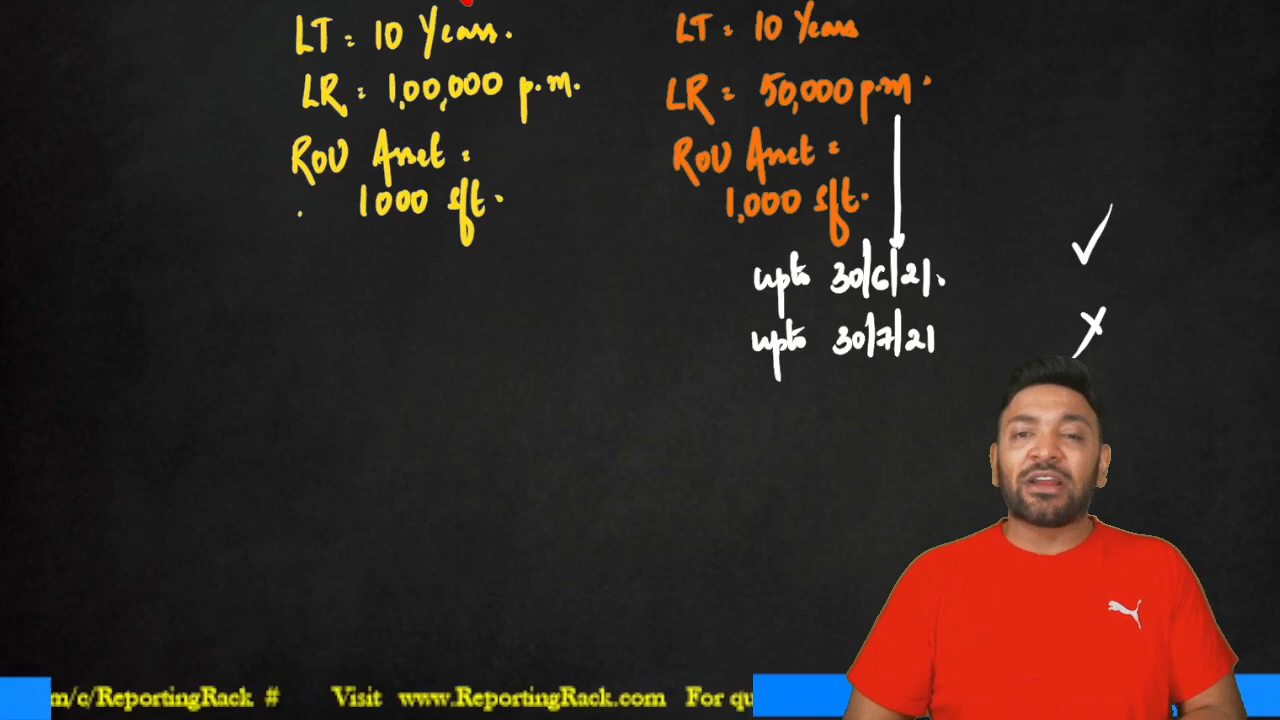 LT = 10 Years.
LR = 1,00,000 p.m.
ROU Asset =
1000 sft.
LT = 10 Years
LR = 50,000 p.m.
ROU Asset =
1,000 sft.
upto 30/6/21.
upto 30/7/21
m/c/ReportingRack # Visit www.ReportingRack.com For qu